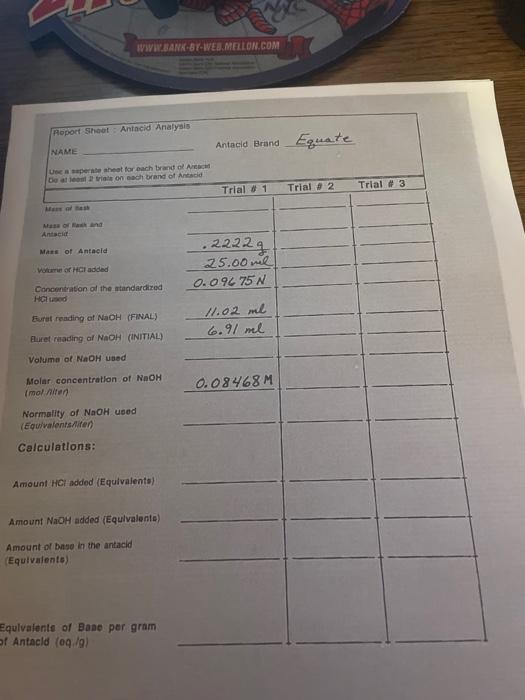 NYC
WWW.BANK-BY-WEB.MELLON.COM
Report Sheet : Antacid Analysis
NAME
Antacid Brand Equate
Use a seperate sheet for each brand of Antacid
Do at least 2 trials on each brand of Antacid
Trial # 1 Trial # 2 Trial # 3
Mass of flask
Mass of flask and
Antacid
Mass of Antacid .2222 g
Volume of HCl added 25.00 ml
Concentration of the standardized 0.09675 N
HCl used
Buret reading of NaOH (FINAL) 11.02 ml
Buret reading of NaOH (INITIAL) 6.91 ml
Volume of NaOH used
Molar concentration of NaOH 0.08468 M
(mol./liter)
Normality of NaOH used
(Equivalents/liter)
Calculations:
Amount HCl added (Equivalents)
Amount NaOH added (Equivalents)
Amount of base in the antacid
(Equivalents)
Equivalents of Base per gram
of Antacid (eq./g)